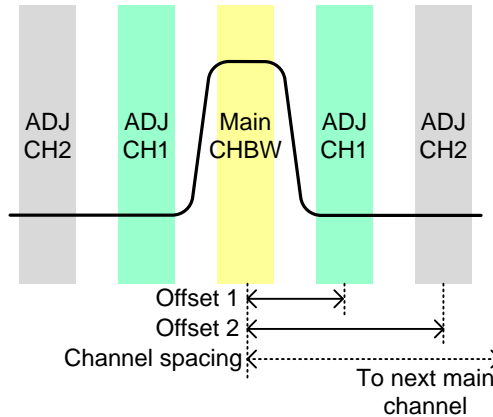 ADJ
CH2
ADJ
CH1
Main
CHBW
ADJ
CH1
ADJ
CH2
Offset 1
Offset 2
Channel spacing
To next main
channel